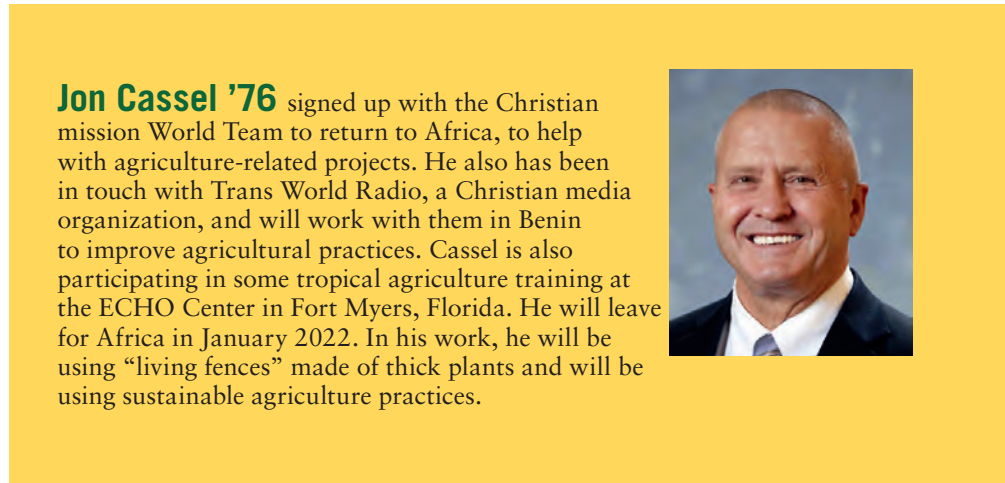 Jon Cassel ’76 signed up with the Christian
mission World Team to return to Africa, to help
with agriculture-related projects. He also has been
in touch with Trans World Radio, a Christian media
organization, and will work with them in Benin
to improve agricultural practices. Cassel is also
participating in some tropical agriculture training at
the ECHO Center in Fort Myers, Florida. He will leave
for Africa in January 2022. In his work, he will be
using “living fences” made of thick plants and will be
using sustainable agriculture practices.